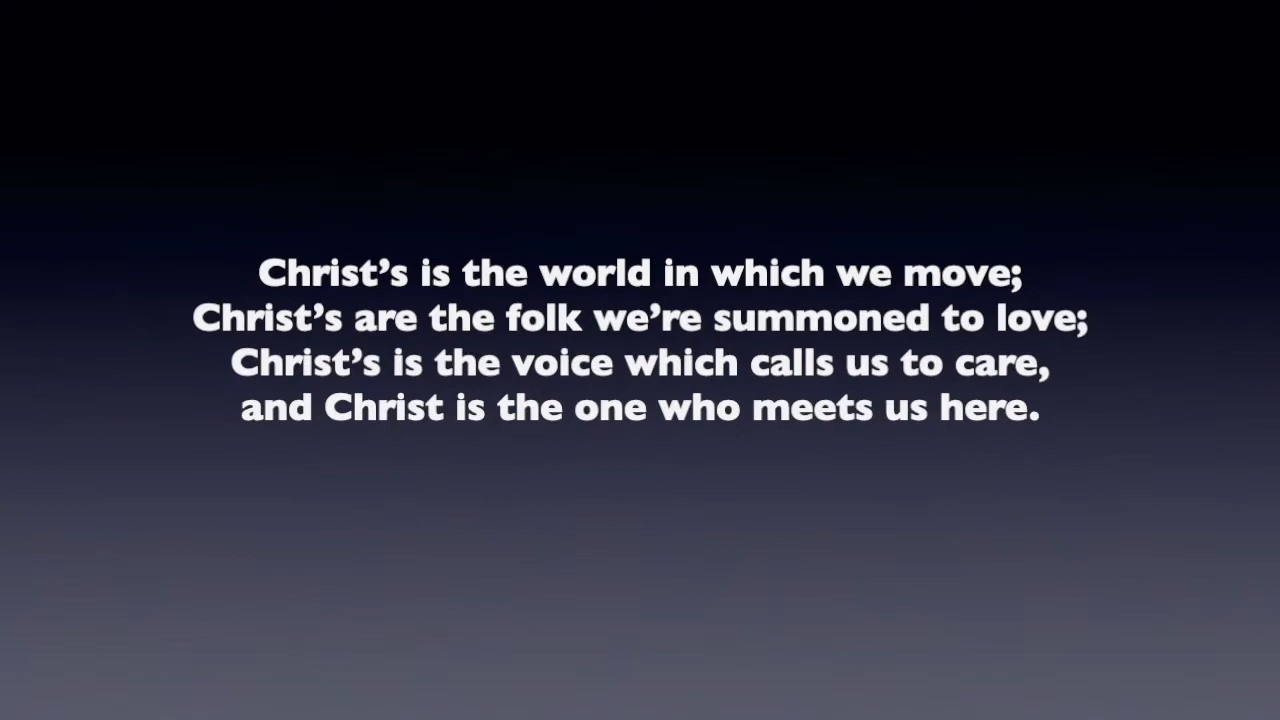 Christ’s is the world in which we move;
Christ’s are the folk we’re summoned to love;
Christ’s is the voice which calls us to care,
and Christ is the one who meets us here.